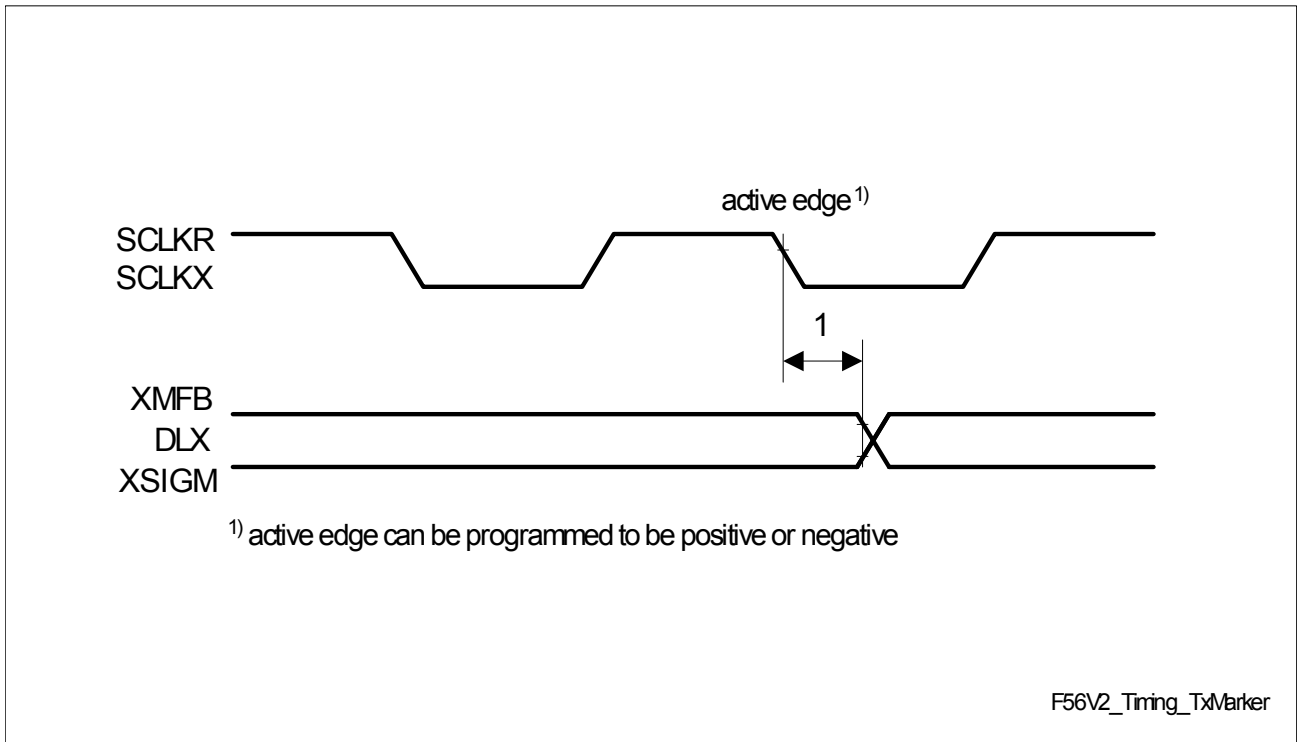 active edge 1)
SCLKR
SCLKX
1
XMFB
DLX
XSIGM
1) active edge can be programmed to be positive or negative
F56V2_Timing_TxMarker